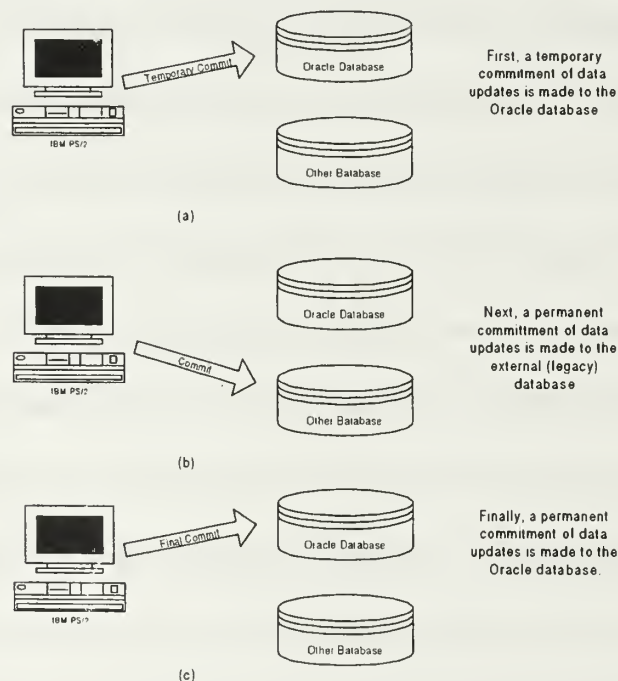 Temporary Commit
Oracle Database
First, a temporary
commitment of data
updates is made to the
Oracle database
IBM PS/2
Other Batabase
(a)
Oracle Database
Next, a permanent
committment of data
updates is made to the
external (legacy)
database
Commit
IBM PS/2
Other Batabase
(b)
Final Commit
Oracle Database
Finally, a permanent
commitment of data
updates is made to the
Oracle database.
IBM PS/2
Other Batabase
(c)